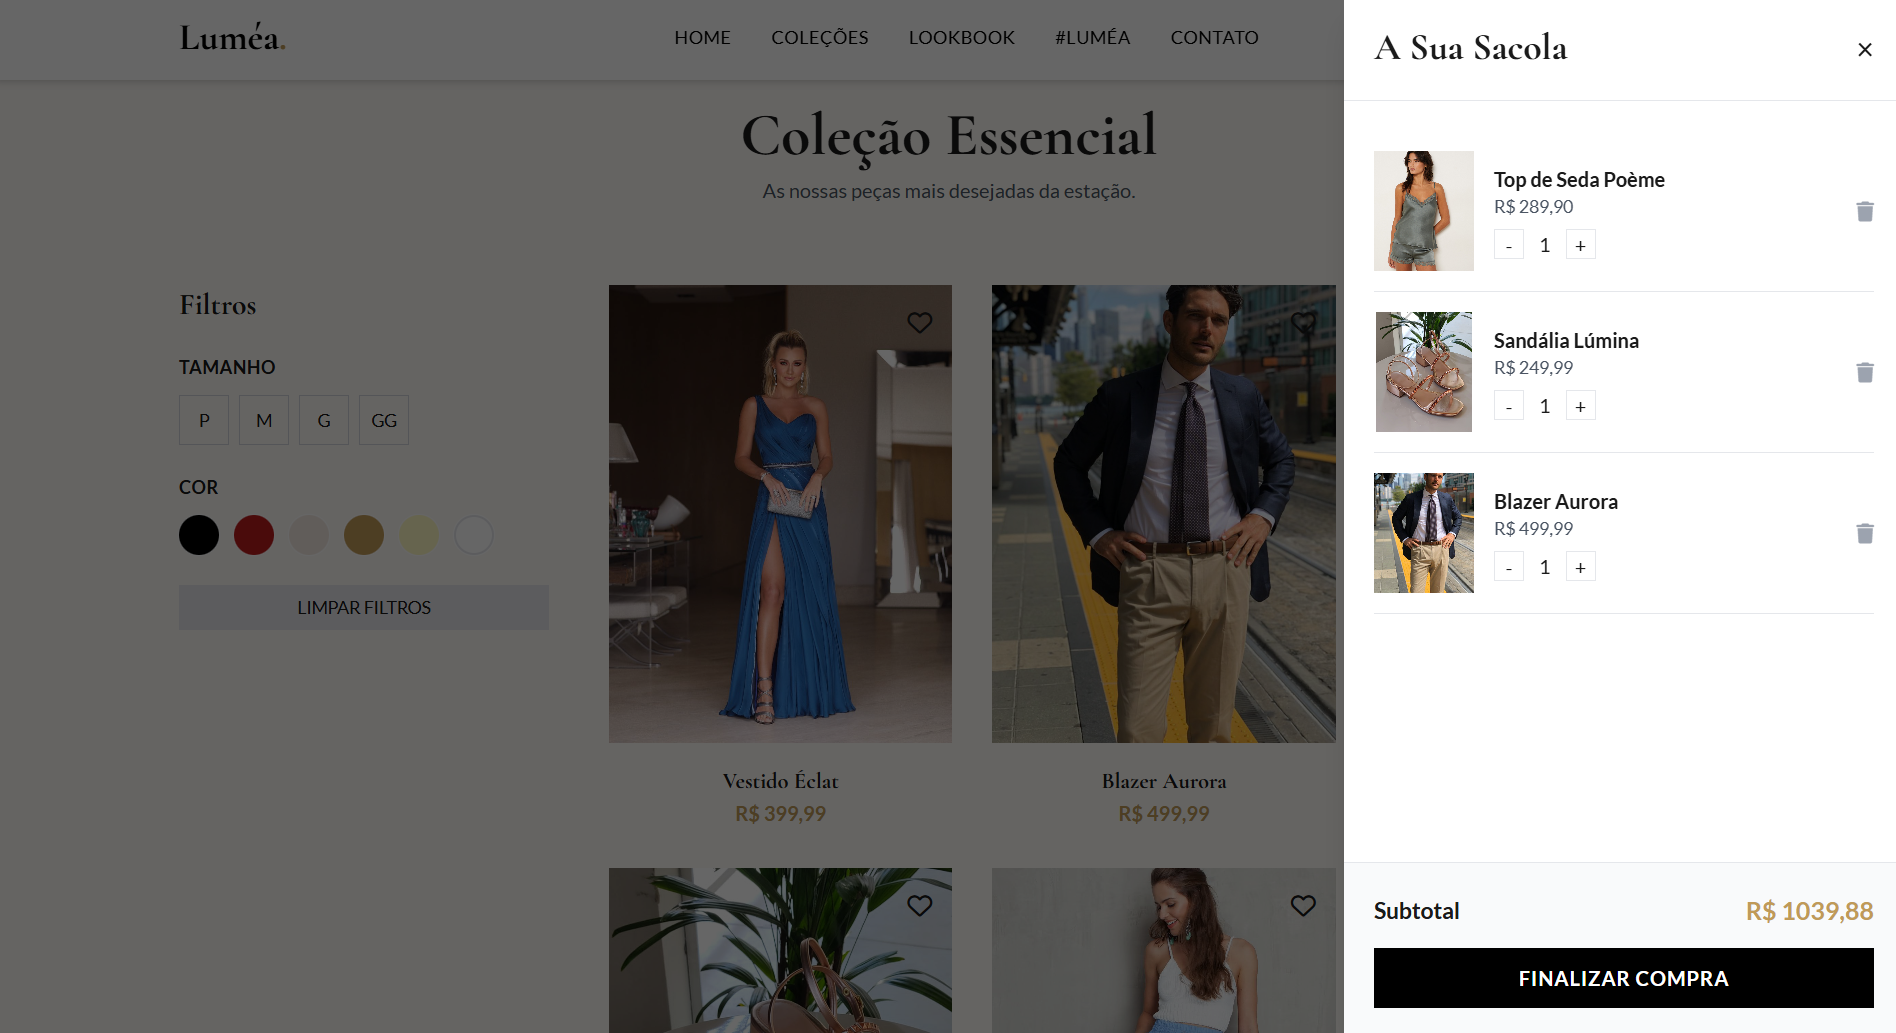 Luméa.
HOME
COLEÇÕES
LOOKBOOK
#LUMÉA
CONTATO
Coleção Essencial
As nossas peças mais desejadas da estação.
Filtros
TAMANHO
P
M
G
GG
COR
LIMPAR FILTROS
Vestido Éclat
R$ 399,99
Blazer Aurora
R$ 499,99
A Sua Sacola
×
Top de Seda Poème
R$ 289,90
- 1 +
Sandália Lúmina
R$ 249,99
- 1 +
Blazer Aurora
R$ 499,99
- 1 +
Subtotal
R$ 1039,88
FINALIZAR COMPRA